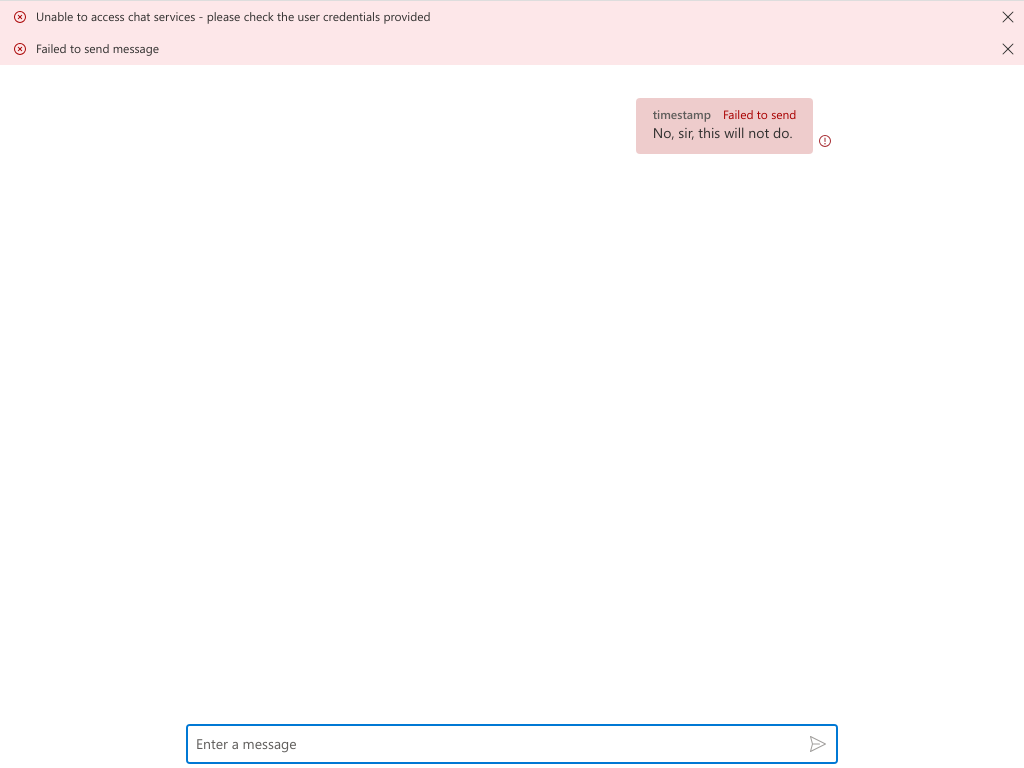 Unable to access chat services - please check the user credentials provided
Failed to send message
timestamp Failed to send
No, sir, this will not do.
Enter a message